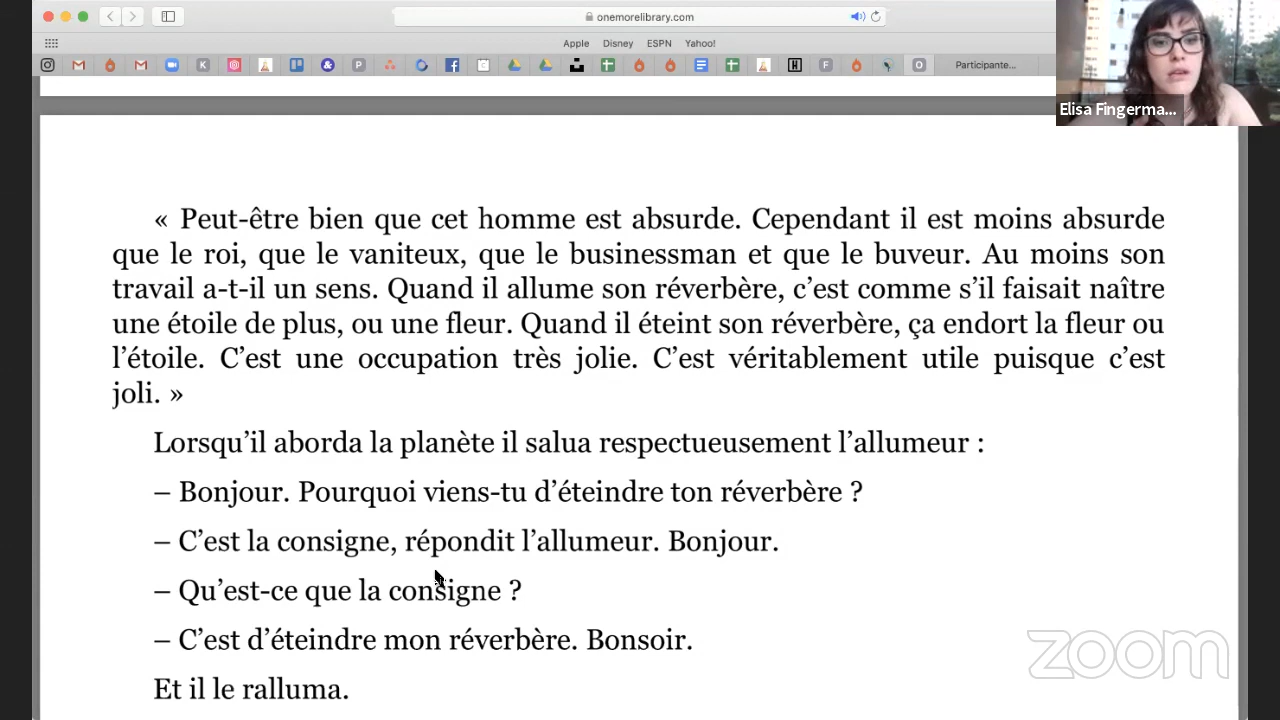 onemorelibrary.com
Apple Disney ESPN Yahoo!
Participante...
Elisa Fingerma...
« Peut-être bien que cet homme est absurde. Cependant il est moins absurde
que le roi, que le vaniteux, que le businessman et que le buveur. Au moins son
travail a-t-il un sens. Quand il allume son réverbère, c’est comme s’il faisait naître
une étoile de plus, ou une fleur. Quand il éteint son réverbère, ça endort la fleur ou
l’étoile. C’est une occupation très jolie. C’est véritablement utile puisque c’est
joli. »
Lorsqu’il aborda la planète il salua respectueusement l’allumeur :
– Bonjour. Pourquoi viens-tu d’éteindre ton réverbère ?
– C’est la consigne, répondit l’allumeur. Bonjour.
– Qu’est-ce que la consigne ?
– C’est d’éteindre mon réverbère. Bonsoir.
Et il le ralluma.
zoom